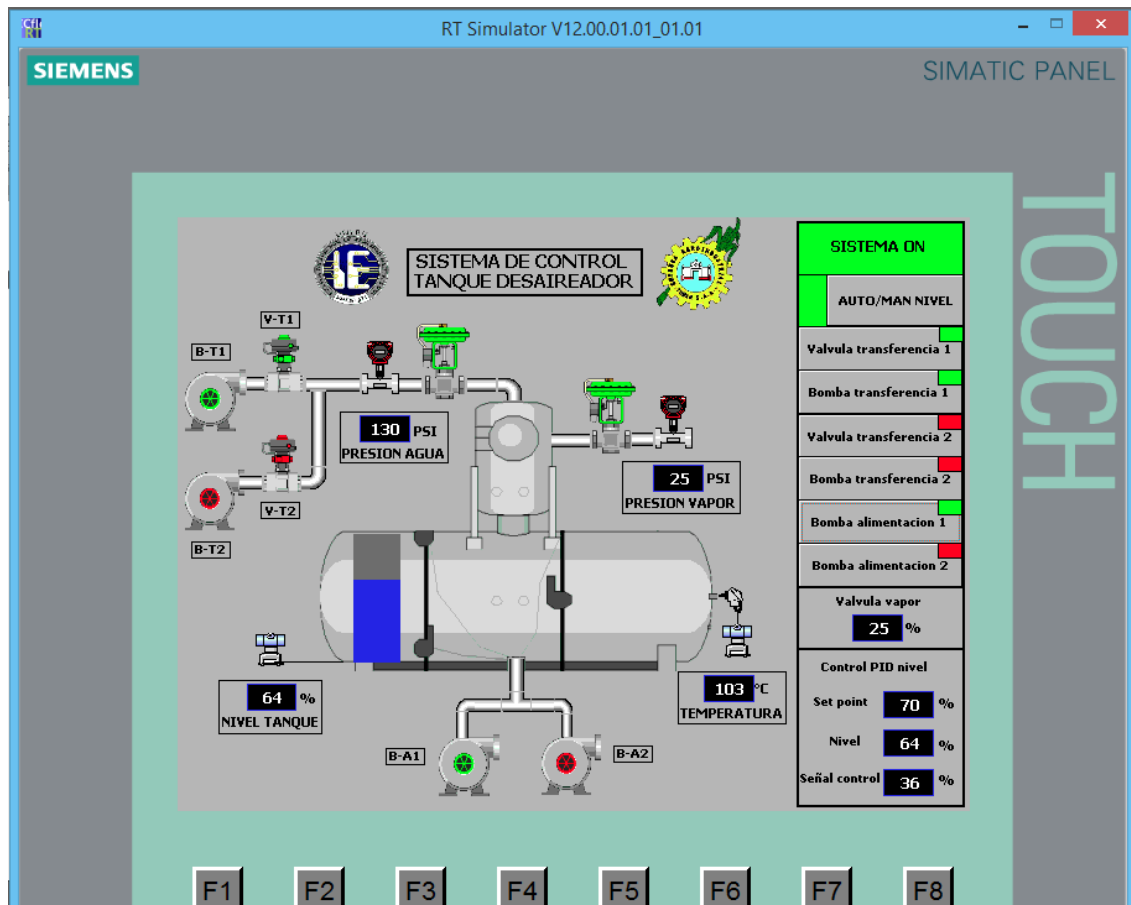 RT Simulator V12.00.01.01_01.01
SIEMENS
SIMATIC PANEL
TOUCH
IE
SISTEMA DE CONTROL
TANQUE DESAIREADOR
SISTEMA ON
AUTO/MAN NIVEL
Valvula transferencia 1
Bomba transferencia 1
Valvula transferencia 2
Bomba transferencia 2
Bomba alimentacion 1
Bomba alimentacion 2
Valvula vapor
25 %
Control PID nivel
Set point 70 %
Nivel 64 %
Señál control 36 %
V-T1
B-T1
130 PSI
PRESION AGUA
25 PSI
PRESION VAPOR
V-T2
B-T2
64 %
NIVEL TANQUE
103 °C
TEMPERATURA
B-A1
B-A2
F1 F2 F3 F4 F5 F6 F7 F8